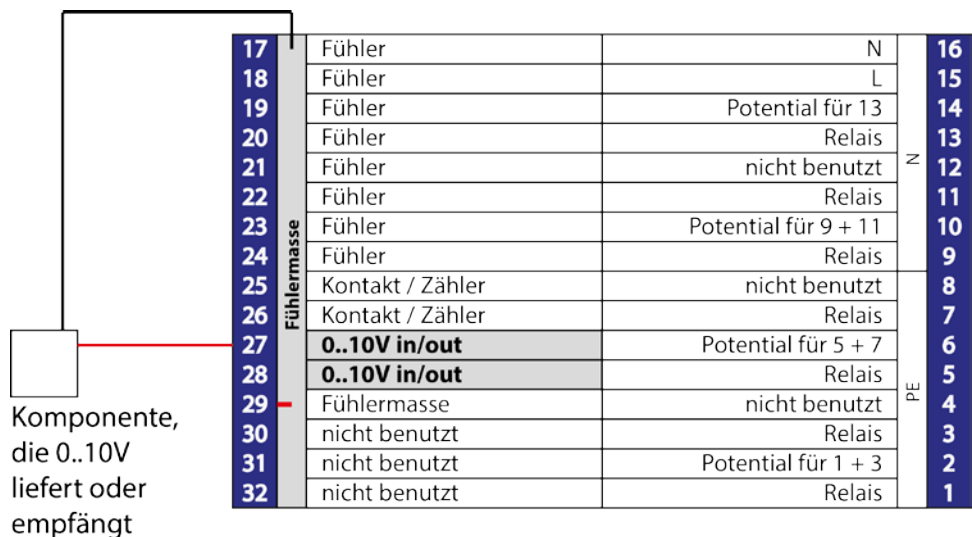 17 Fühler N 16
18 Fühler L 15
19 Fühler Potential für 13 14
20 Fühler Relais 13
21 Fühler nicht benutzt N 12
22 Fühler Relais 11
23 Fühler Potential für 9 + 11 10
24 Fühler Relais 9
Fühlermasse
25 Kontakt / Zähler nicht benutzt 8
26 Kontakt / Zähler Relais 7
27 0..10V in/out Potential für 5 + 7 6
28 0..10V in/out Relais 5
29 Fühlermasse nicht benutzt PE 4
30 nicht benutzt Relais 3
31 nicht benutzt Potential für 1 + 3 2
32 nicht benutzt Relais 1
Komponente,
die 0..10V
liefert oder
empfängt